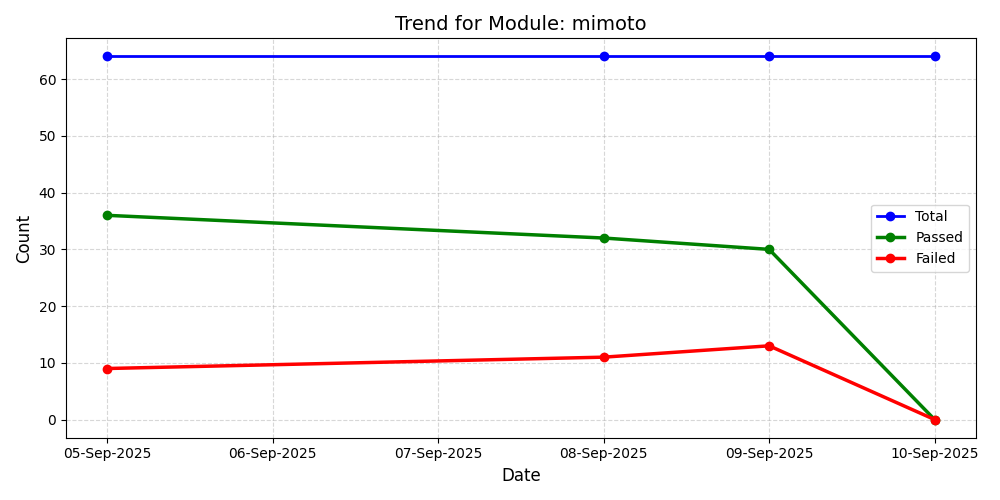 Trend for Module: mimoto
Count
60
50
40
30
20
10
0
Total
Passed
Failed
05-Sep-2025
06-Sep-2025
07-Sep-2025
08-Sep-2025
09-Sep-2025
10-Sep-2025
Date